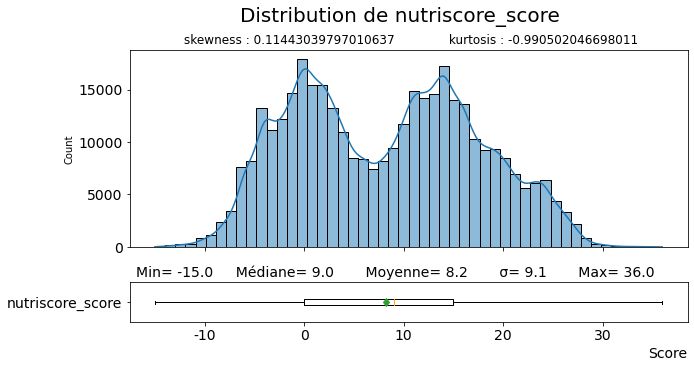 Distribution de nutriscore_score
skewness : 0.11443039797010637 kurtosis : -0.990502046698011
15000
10000
5000
0
Count
Min= -15.0 Médiane= 9.0 Moyenne= 8.2 σ= 9.1 Max= 36.0
nutriscore_score
-10 0 10 20 30
Score